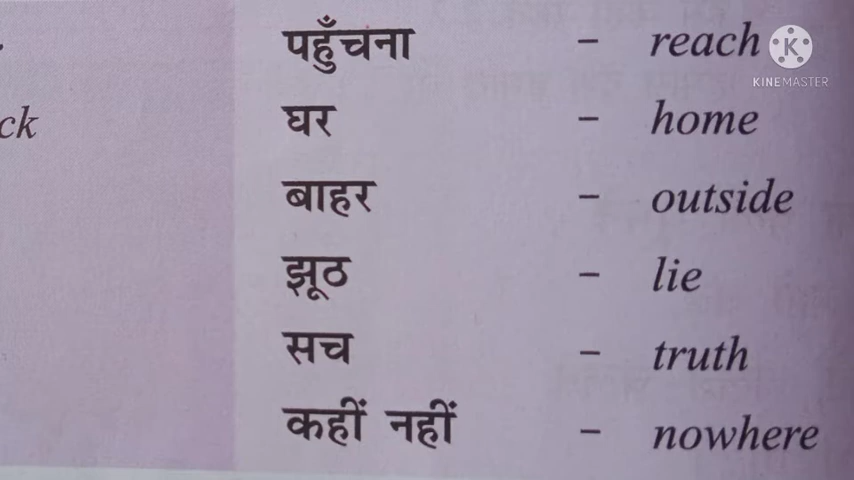 पहुँचना – reach
KINEMASTER
ck
घर – home
बाहर – outside
झूठ – lie
सच – truth
कहीं नहीं – nowhere